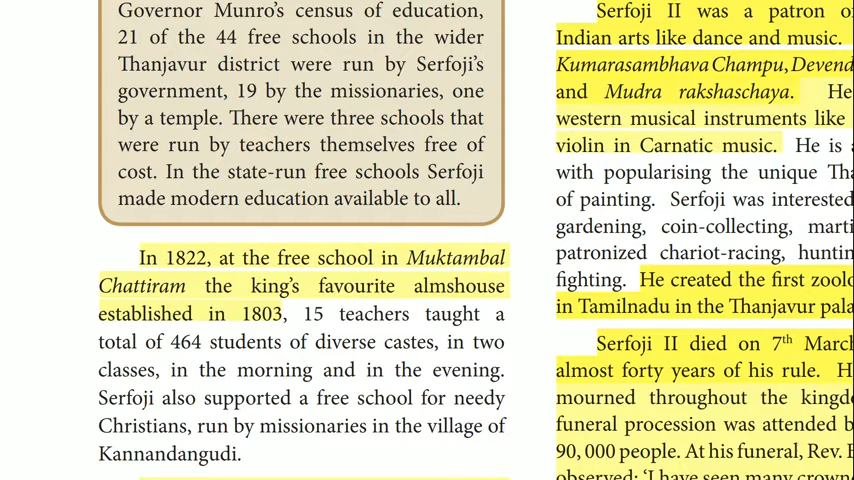 Governor Munro's census of education,
21 of the 44 free schools in the wider
Thanjavur district were run by Serfoji's
government, 19 by the missionaries, one
by a temple. There were three schools that
were run by teachers themselves free of
cost. In the state-run free schools Serfoji
made modern education available to all.
In 1822, at the free school in Muktambal
Chattiram the king's favourite almshouse
established in 1803, 15 teachers taught a
total of 464 students of diverse castes, in two
classes, in the morning and in the evening.
Serfoji also supported a free school for needy
Christians, run by missionaries in the village of
Kannandangudi.
Serfoji II was a patron
Indian arts like dance and music.
Kumarasambhava Champu,
and Mudra rakshaschaya. He
western musical instruments like
violin in Carnatic music. He is
with popularising the unique
of painting. Serfoji was interested
gardening, coin-collecting,
patronized chariot-racing,
fighting. He created the first
in Tamilnadu in the Thanjavur
Serfoji II died on 7th March
almost forty years of his rule.
mourned throughout the
funeral procession was attended
90,000 people. At his funeral, Rev.
observed: 'I have seen many